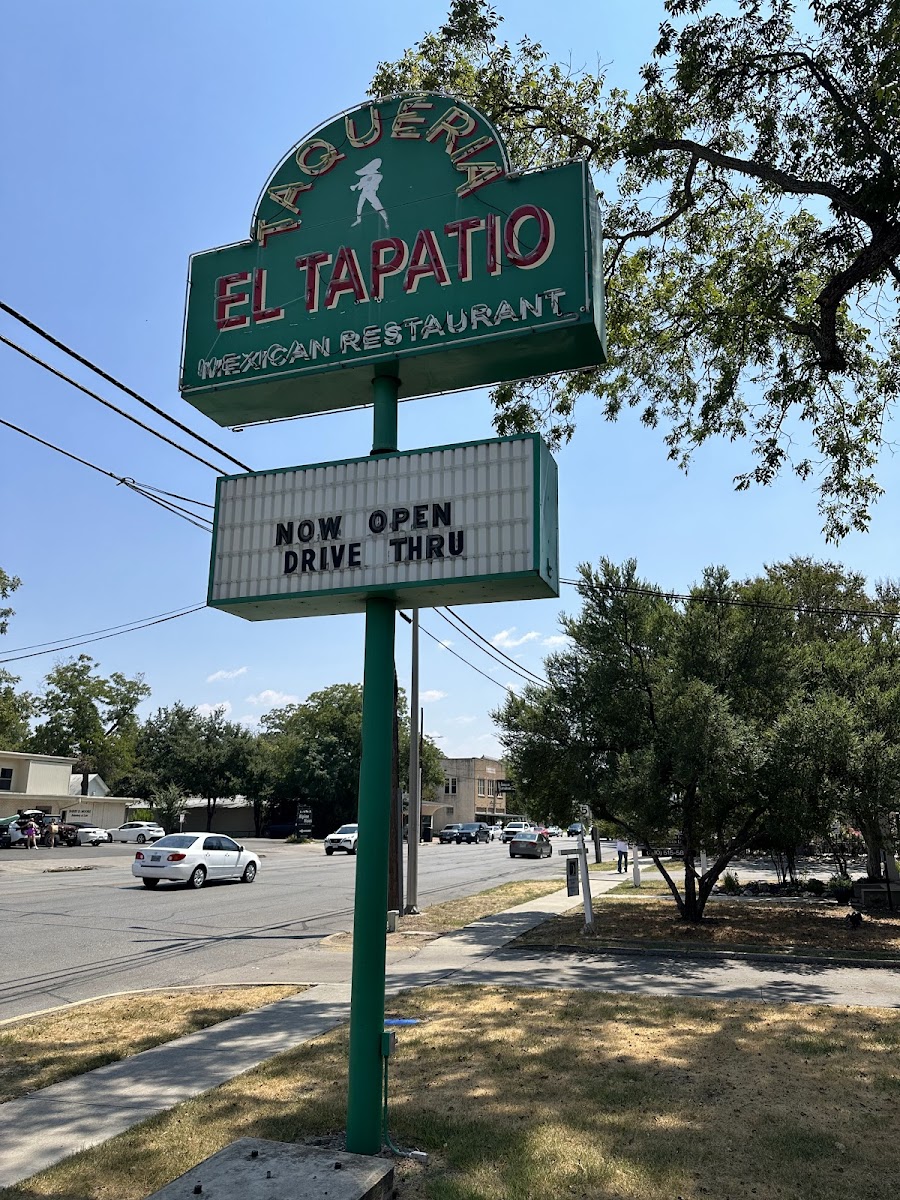 TAQUERIA
EL TAPATIO
MEXICAN RESTAURANT
NOW OPEN
DRIVE THRU